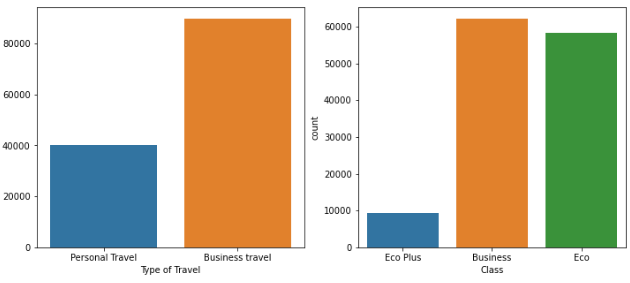 80000
60000
40000
20000
0
Personal Travel
Business travel
Type of Travel
60000
50000
40000
30000
20000
10000
0
count
Eco Plus
Business
Eco
Class